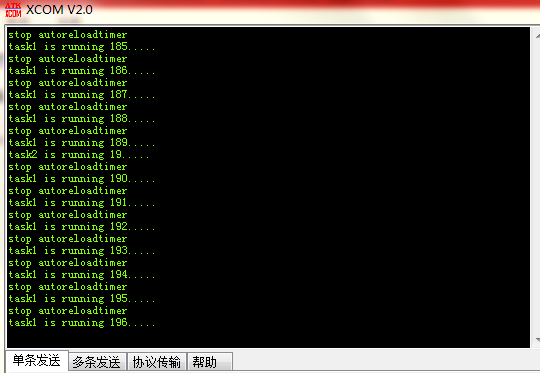 ATK
XCOM XCOM V2.0
stop autoreloadtimer
task1 is running 185.....
stop autoreloadtimer
task1 is running 186.....
stop autoreloadtimer
task1 is running 187.....
stop autoreloadtimer
task1 is running 188.....
stop autoreloadtimer
task1 is running 189.....
task2 is running 19.....
stop autoreloadtimer
task1 is running 190.....
stop autoreloadtimer
task1 is running 191.....
stop autoreloadtimer
task1 is running 192.....
stop autoreloadtimer
task1 is running 193.....
stop autoreloadtimer
task1 is running 194.....
stop autoreloadtimer
task1 is running 195.....
stop autoreloadtimer
task1 is running 196.....
单条发送 多条发送 协议传输 帮助